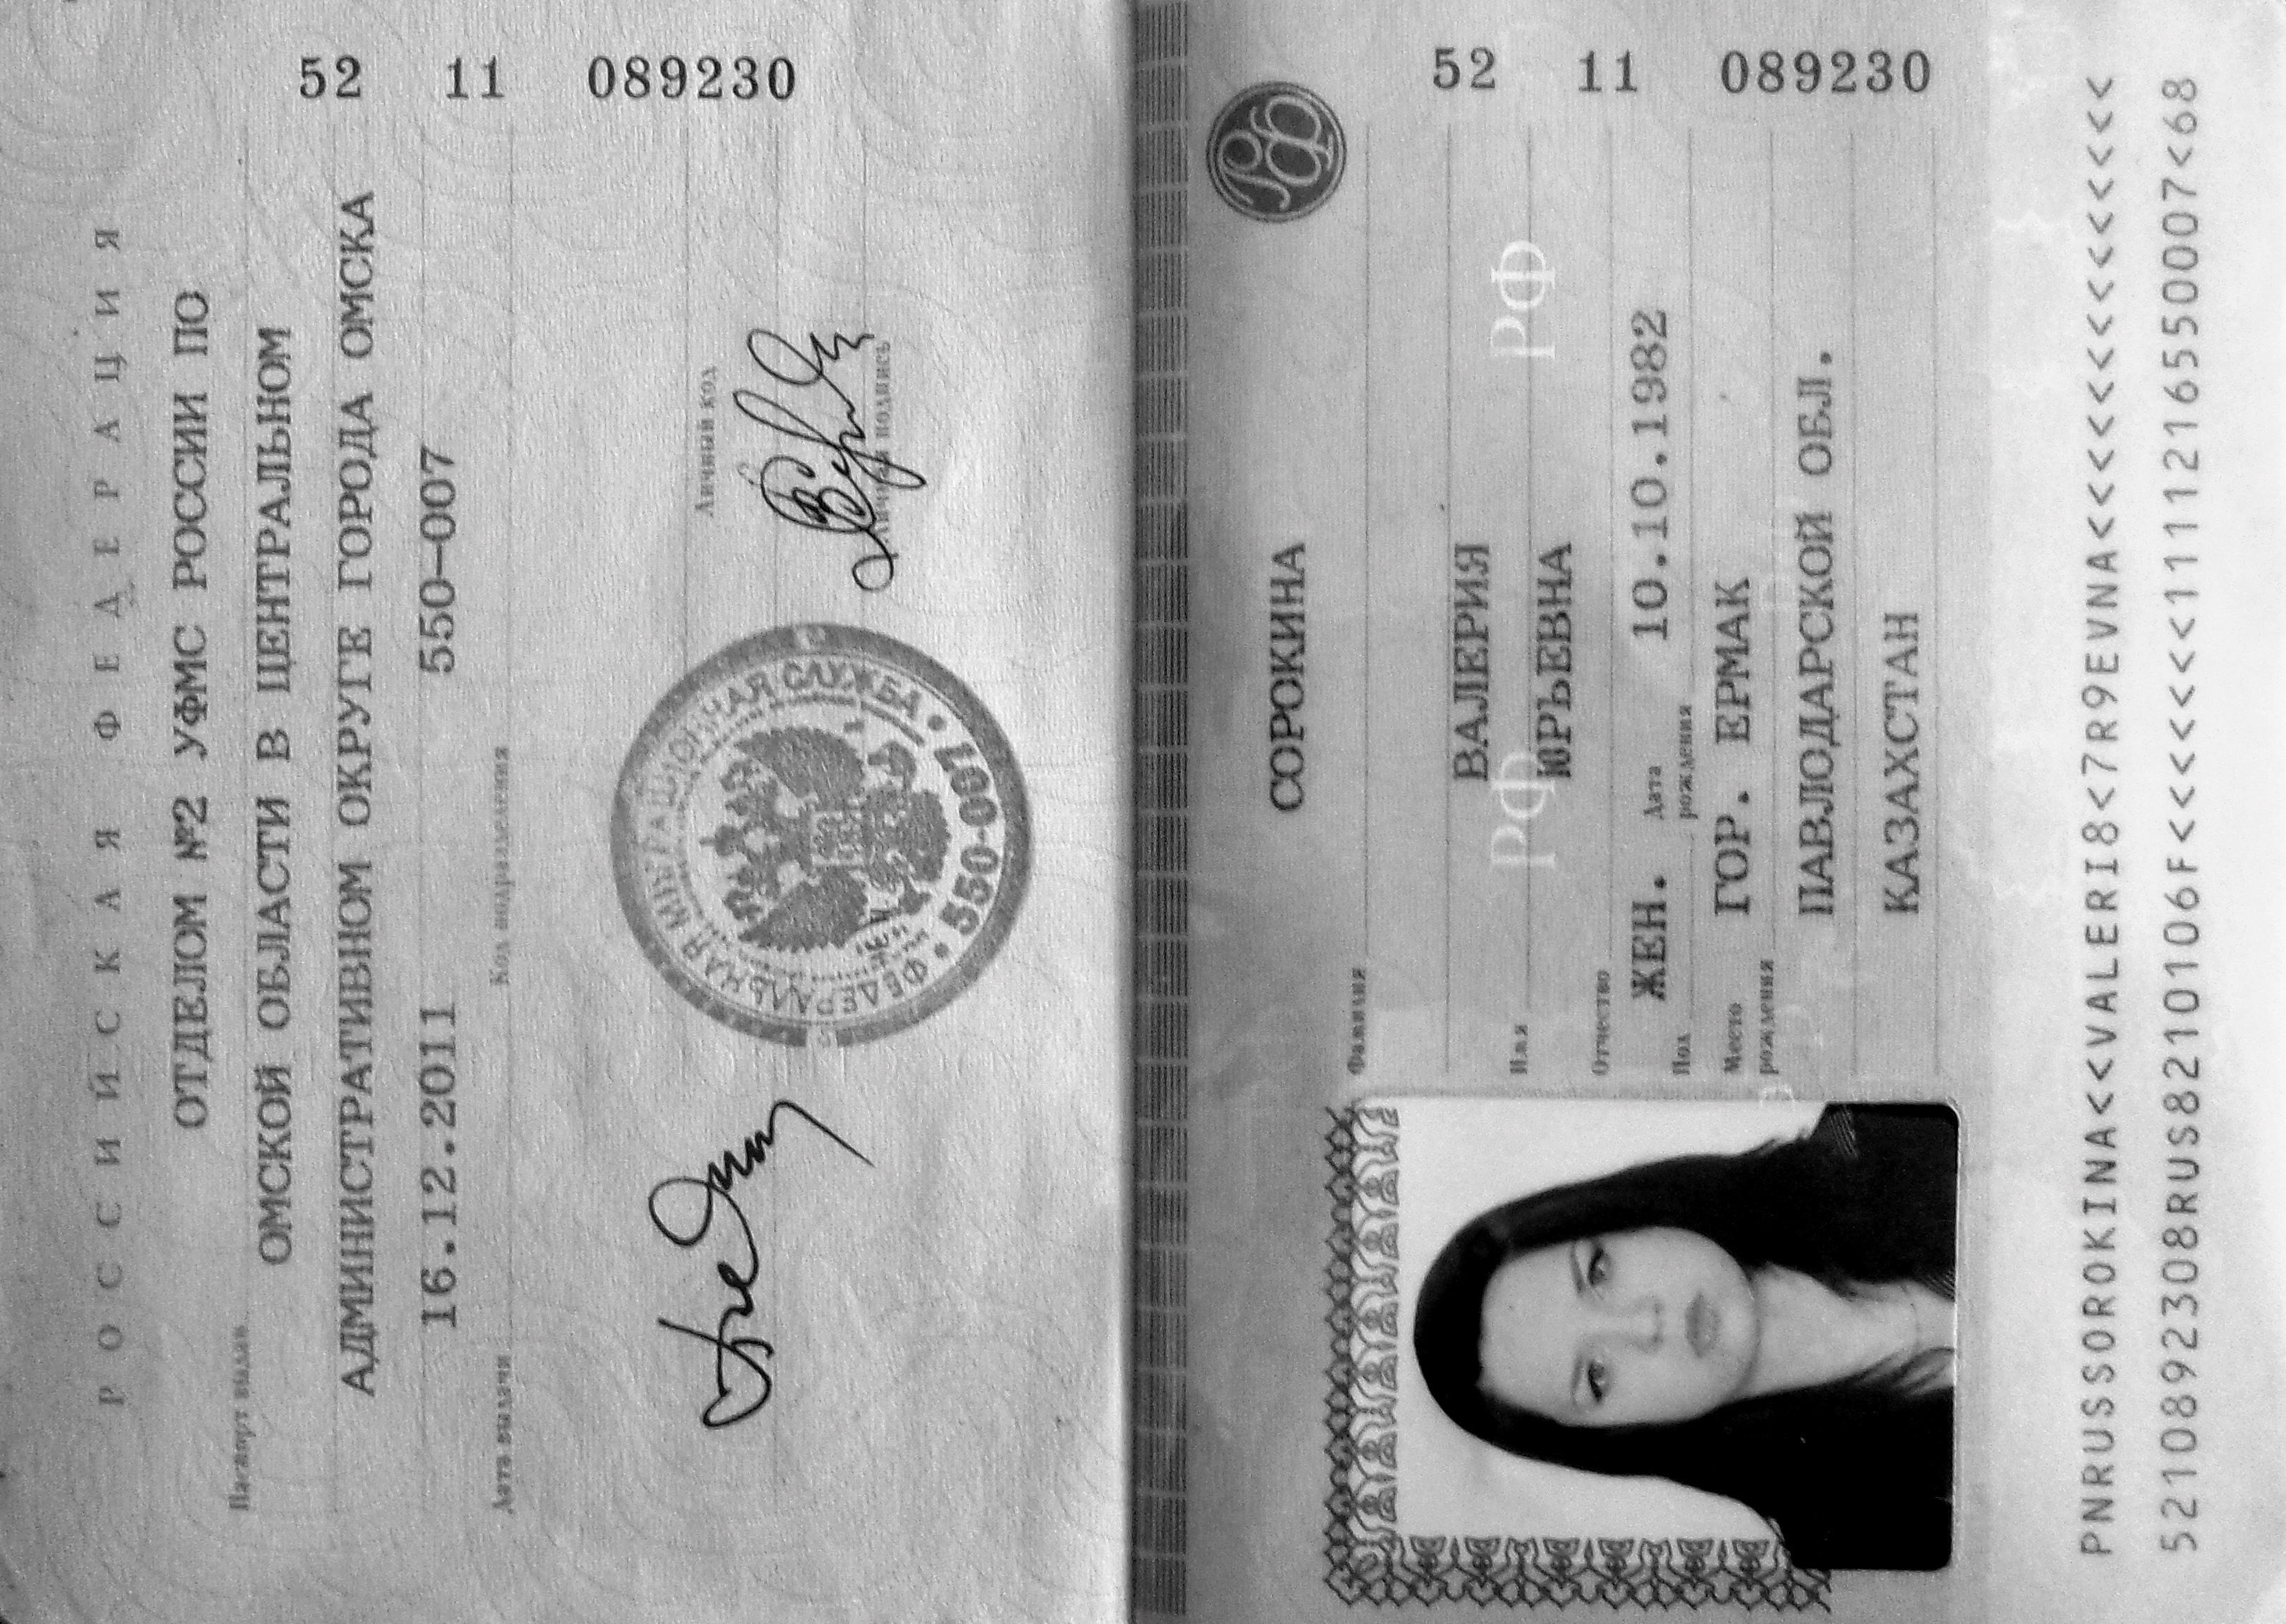 РОССИЙСКАЯ ФЕДЕРАЦИЯ
Паспорт выдан
ОТДЕЛОМ №2 УФМС РОССИИ ПО
ОМСКОЙ ОБЛАСТИ В ЦЕНТРАЛЬНОМ
АДМИНИСТРАТИВНОМ ОКРУГЕ ГОРОДА ОМСКА
16.12.2011 550-007
Дата выдачи Код подразделения
Личный код
Личная подпись
ФЕДЕРАЛЬНАЯ МИГРАЦИОННАЯ СЛУЖБА
550-001
52 11 089230
52 11 089230
РФ
РФ
СОРОКИНА
Фамилия
ВАЛЕРИЯ
Имя
ЮРЬЕВНА
Отчество
ЖЕН. Дата рождения 10.10.1982
Пол
Место рождения ГОР. ЕРМАК
ПАВЛОДАРСКОЙ ОБЛ.
КАЗАХСТАН
PNRUSSOROKINA<<VALERI8<7R9EVNA<<<<<<<<<<<<<<
5210892308RUS8210106F<<<<<<<1111216550007<68